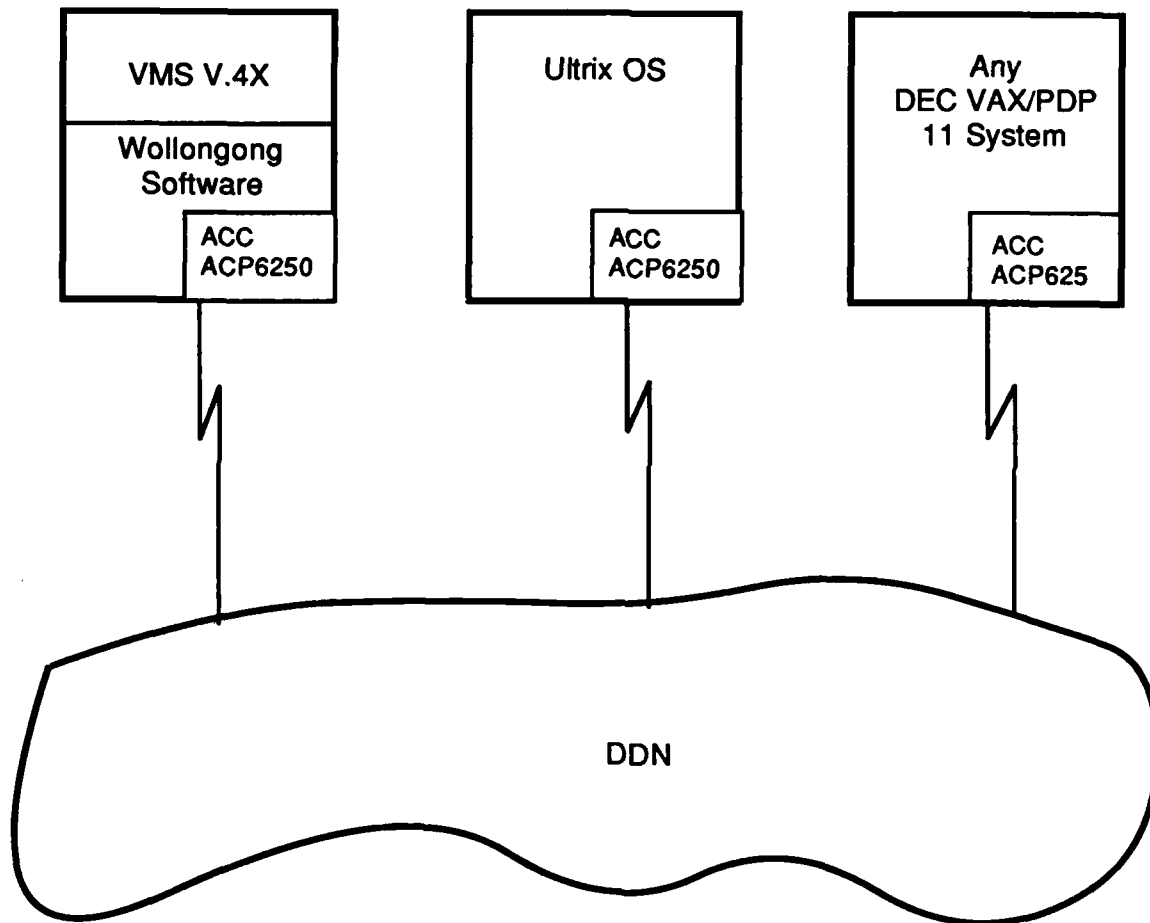 VMS V.4X
Wollongong
Software
ACC
ACP6250
Ultrix OS
ACC
ACP6250
Any
DEC VAX/PDP
11 System
ACC
ACP625
DDN